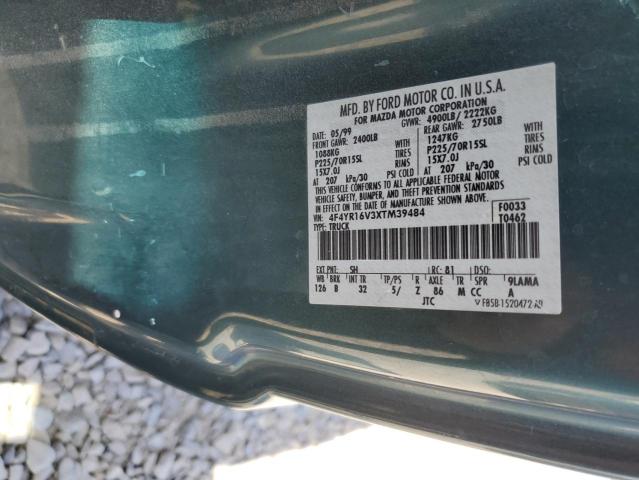 MFD. BY FORD MOTOR CO. IN U.S.A.
FOR MAZDA MOTOR CORPORATION
DATE: 05/99 GVWR: 4900LB/ 2222KG
FRONT GAWR: 2400LB REAR GAWR: 2750LB
1088KG 1247KG
P225/70R15SL TIRES P225/70R15SL TIRES
15X7.0J RIMS 15X7.0J RIMS
AT 207 kPa/30 PSI COLD AT 207 kPa/30 PSI COLD
THIS VEHICLE CONFORMS TO ALL APPLICABLE FEDERAL MOTOR
VEHICLE SAFETY, BUMPER, AND THEFT PREVENTION STANDARDS
IN EFFECT ON THE DATE OF MANUFACTURE SHOWN ABOVE.
VIN: 4F4YR16V3XTM39484 F0033
TYPE: TRUCK T0462
EXT PNT: SH RC: 81 DSO:
WB BRK INT TR TP/PS R AXLE TR SPR 9LAMA
126 B 32 5/ Z 86 M CC A
JTC